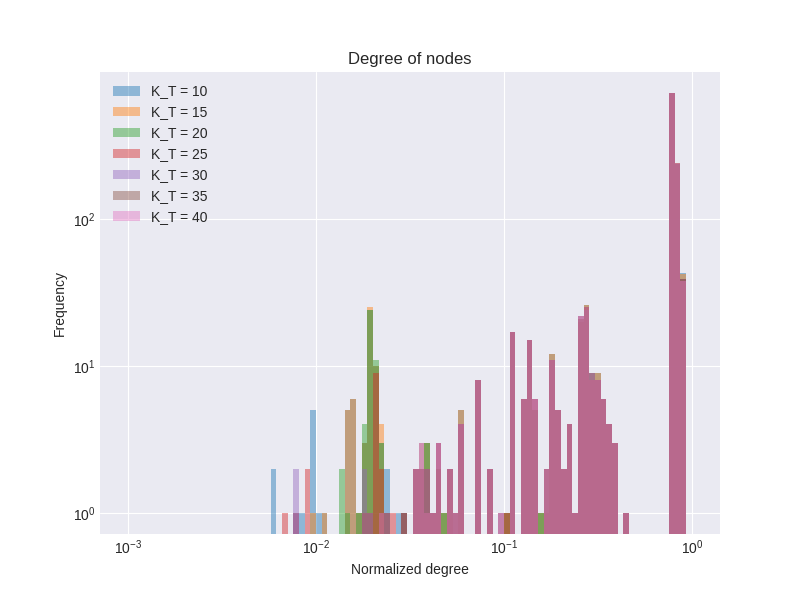 Degree of nodes
K_T = 10
K_T = 15
K_T = 20
K_T = 25
K_T = 30
K_T = 35
K_T = 40
Frequency
10²
10¹
10⁰
10⁻³ 10⁻² 10⁻¹ 10⁰
Normalized degree